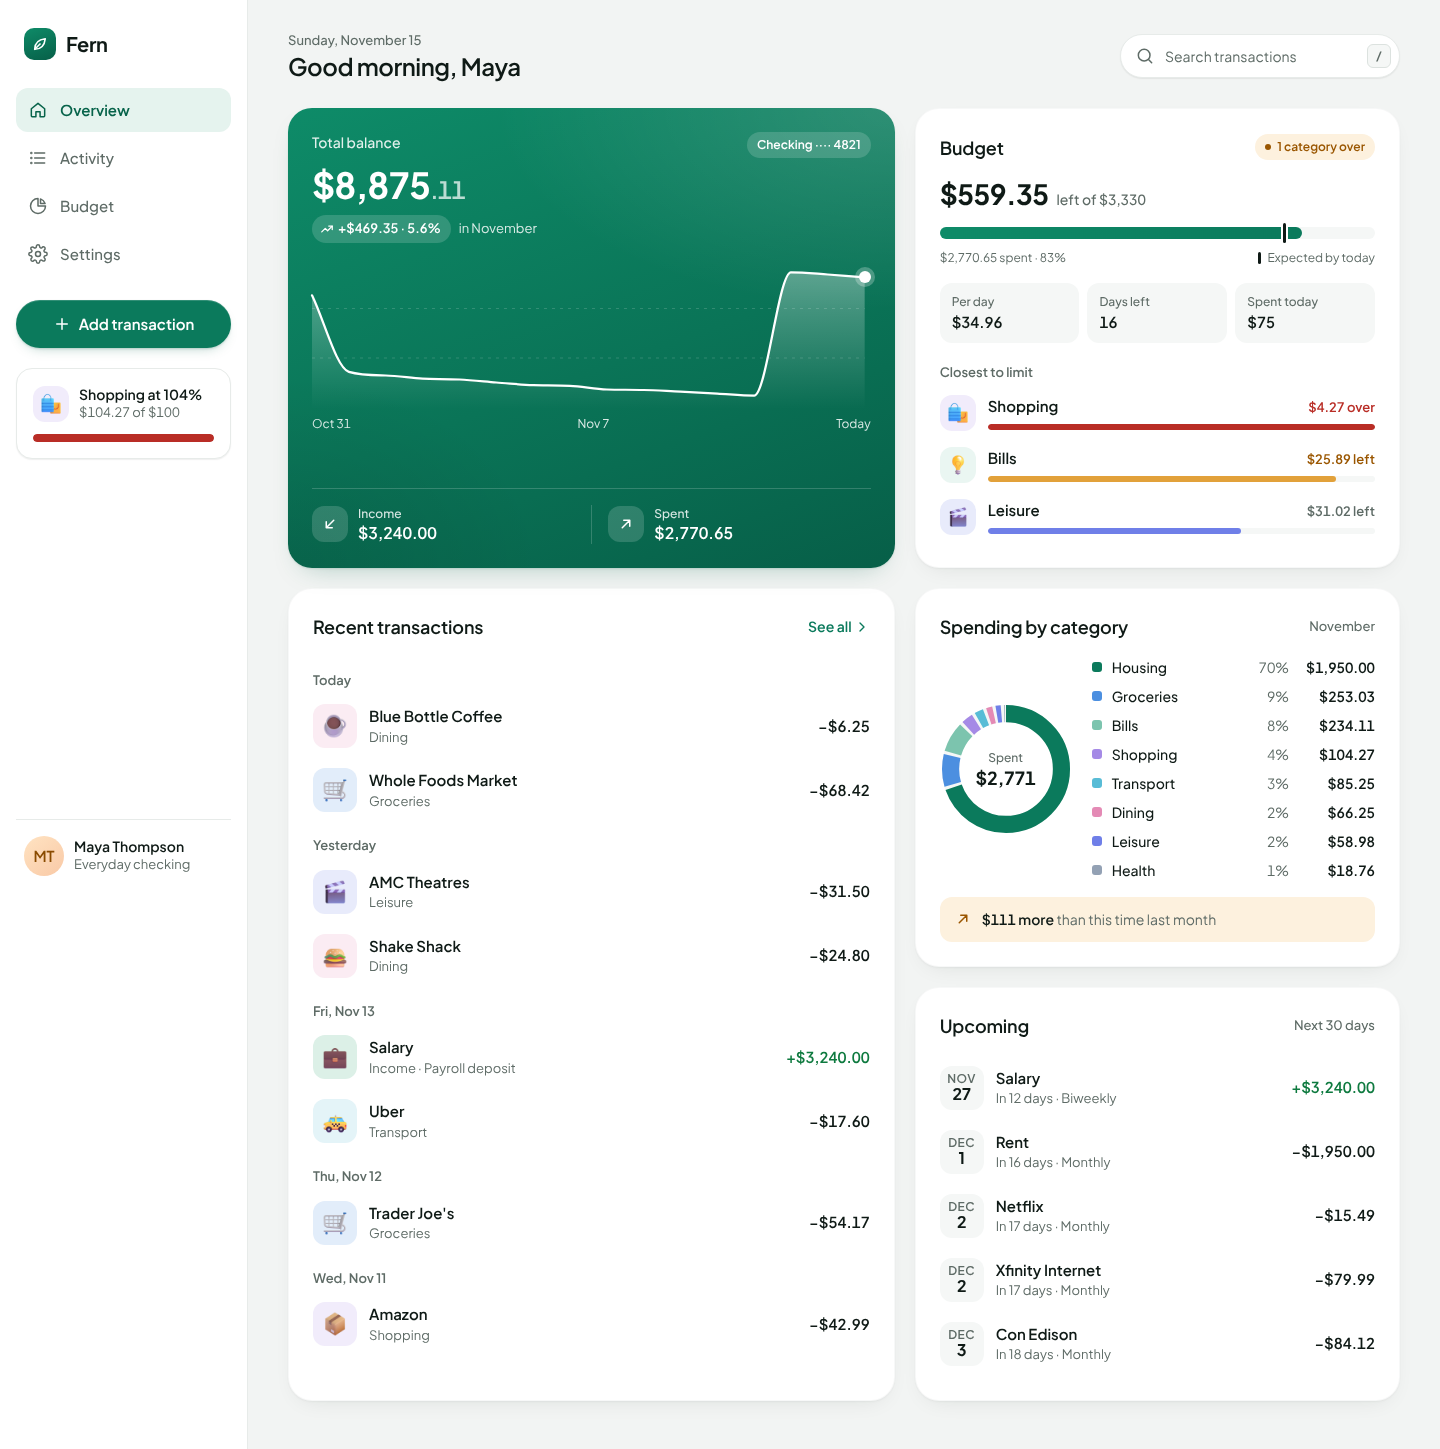 Fern
Overview
Activity
Budget
Settings
Add transaction
Shopping at 104%
$104.27 of $100
MT
Maya Thompson
Everyday checking
Sunday, November 15
Good morning, Maya
Search transactions
/
Total balance
Checking ···· 4821
$8,875.11
+$469.35 · 5.6%
in November
Oct 31
Nov 7
Today
Income
$3,240.00
Spent
$2,770.65
Budget
1 category over
$559.35 left of $3,330
$2,770.65 spent · 83%
Expected by today
Per day
$34.96
Days left
16
Spent today
$75
Closest to limit
Shopping
$4.27 over
Bills
$25.89 left
Leisure
$31.02 left
Recent transactions
See all
Today
Blue Bottle Coffee
Dining
−$6.25
Whole Foods Market
Groceries
−$68.42
Yesterday
AMC Theatres
Leisure
−$31.50
Shake Shack
Dining
−$24.80
Fri, Nov 13
Salary
Income · Payroll deposit
+$3,240.00
Uber
Transport
−$17.60
Thu, Nov 12
Trader Joe's
Groceries
−$54.17
Wed, Nov 11
Amazon
Shopping
−$42.99
Spending by category
November
Spent
$2,771
Housing 70% $1,950.00
Groceries 9% $253.03
Bills 8% $234.11
Shopping 4% $104.27
Transport 3% $85.25
Dining 2% $66.25
Leisure 2% $58.98
Health 1% $18.76
$111 more than this time last month
Upcoming
Next 30 days
NOV
27
Salary
In 12 days · Biweekly
+$3,240.00
DEC
1
Rent
In 16 days · Monthly
−$1,950.00
DEC
2
Netflix
In 17 days · Monthly
−$15.49
DEC
2
Xfinity Internet
In 17 days · Monthly
−$79.99
DEC
3
Con Edison
In 18 days · Monthly
−$84.12